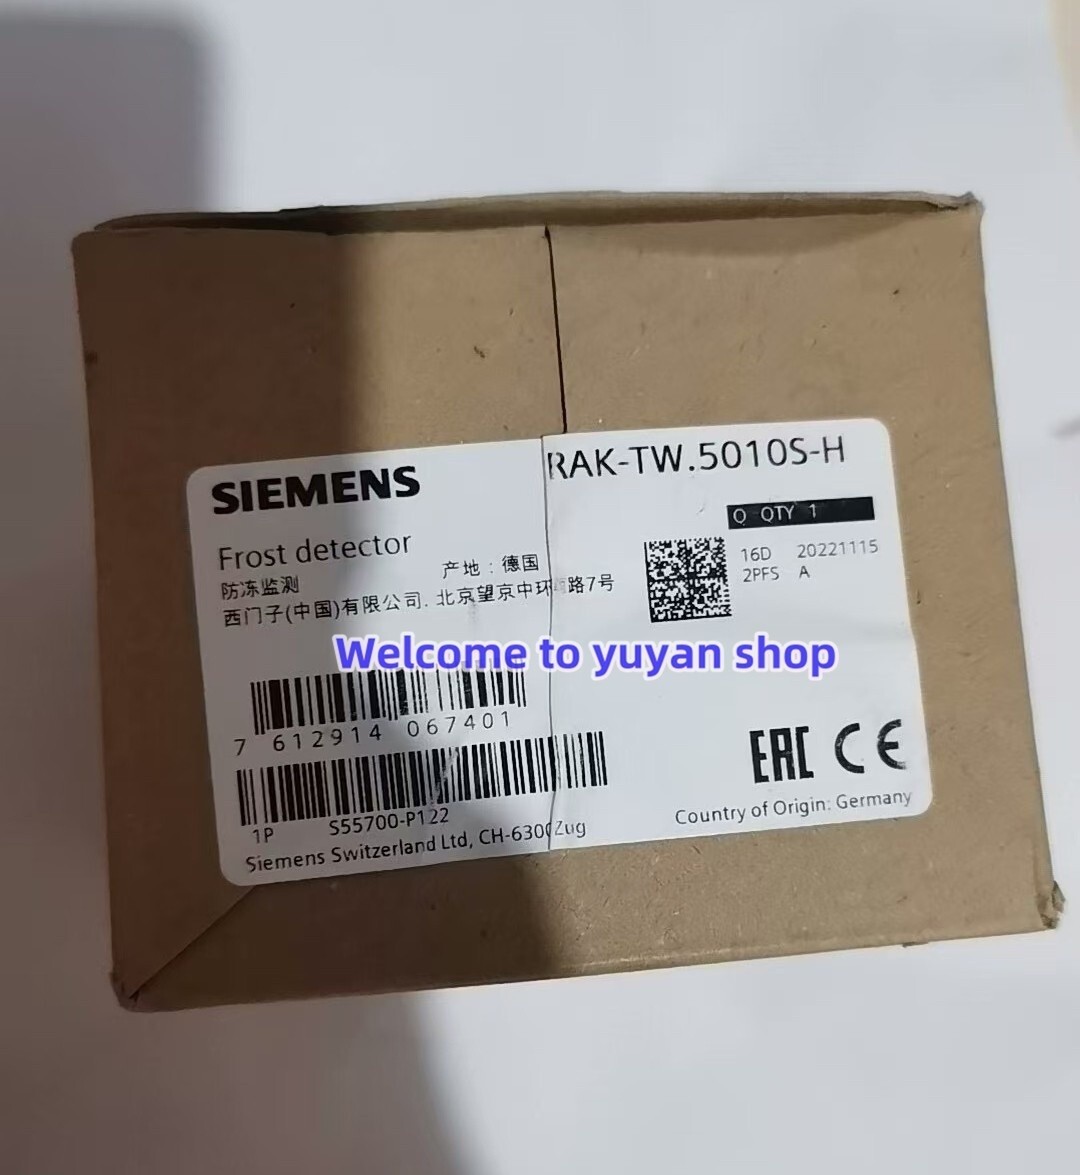 SIEMENS
RAK-TW.5010S-H
Q QTY 1
Frost detector
防冻监测
产地：德国
西门子(中国)有限公司. 北京望京中环 路7号
16D 20221115
2PFS A
Welcome to yuyan shop
7 612914 067401
1P S55700-P122
Siemens Switzerland Ltd, CH-6300 Zug
EAC CE
Country of Origin: Germany